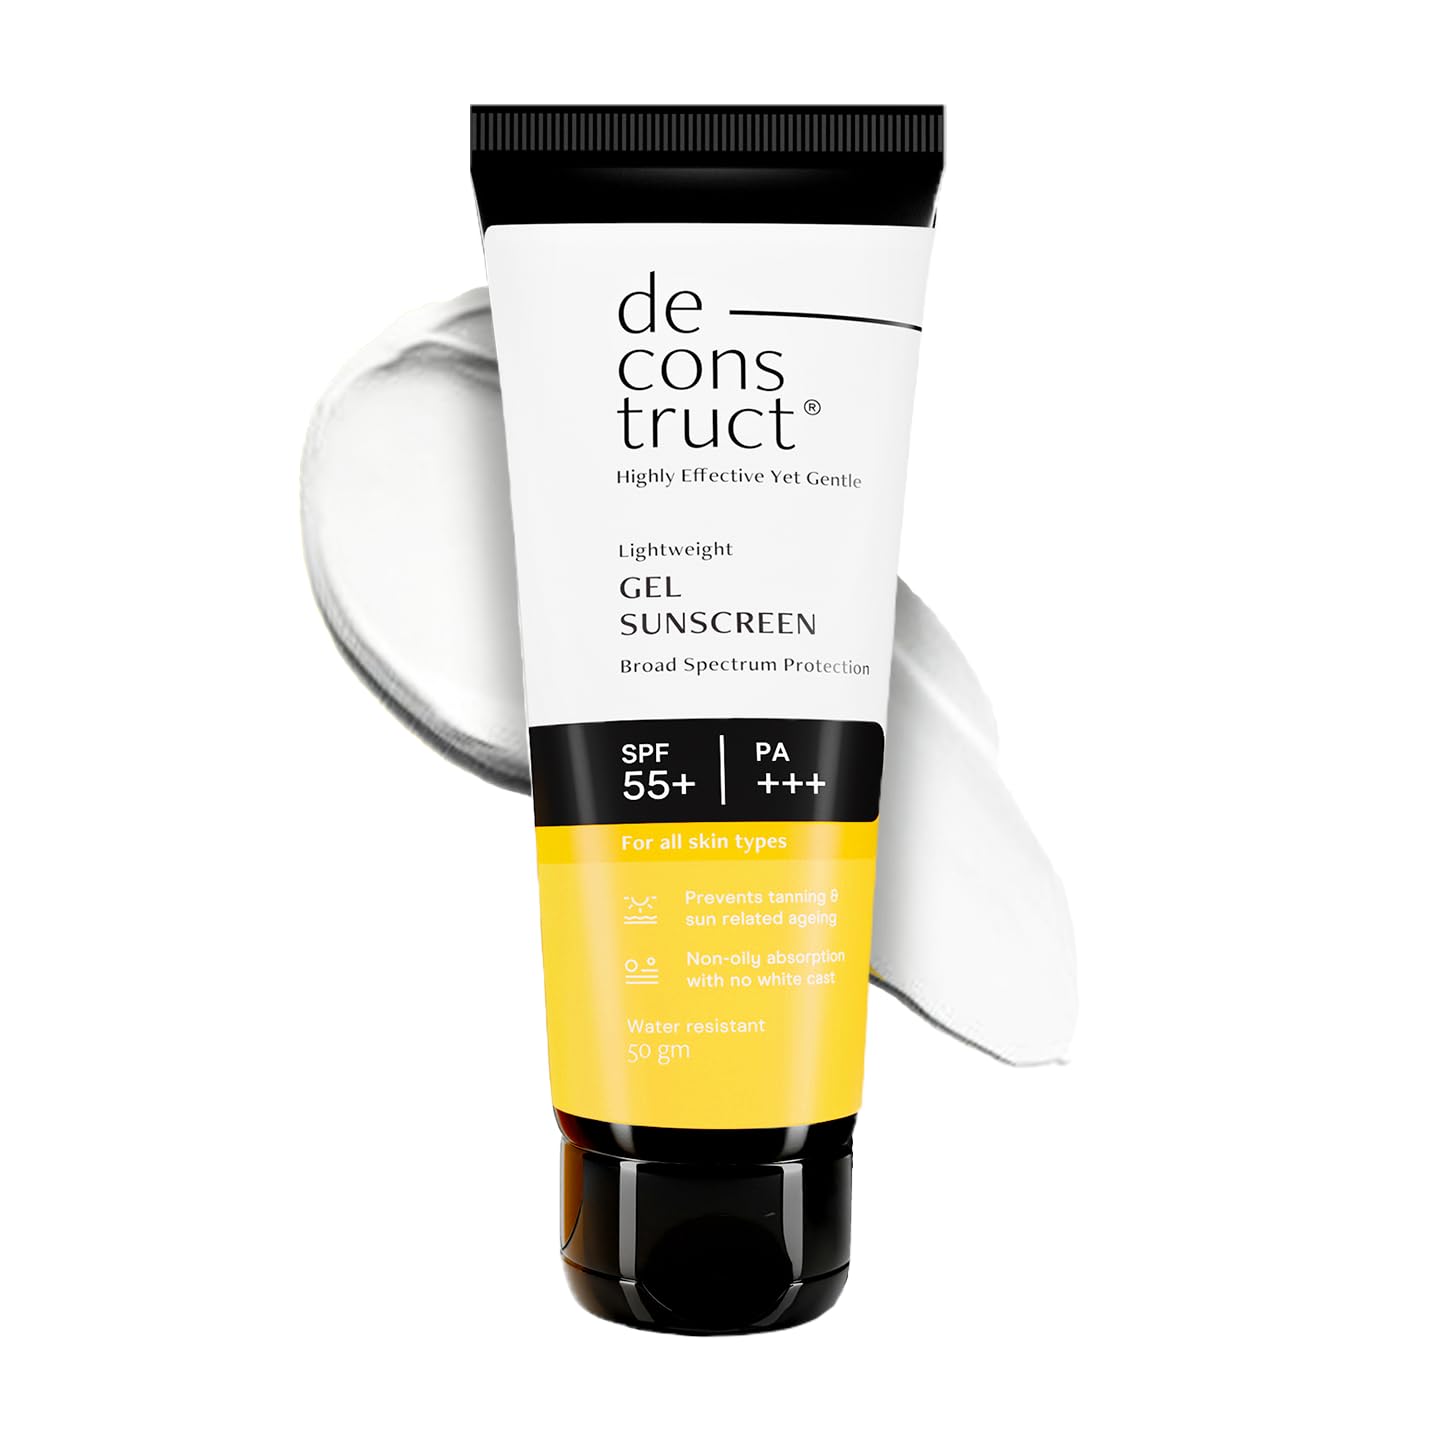 de
cons
truct®
Highly Effective Yet Gentle
Lightweight
GEL
SUNSCREEN
Broad Spectrum Protection
SPF
55+
PA
+++
For all skin types
Prevents tanning &
sun related ageing
Non-oily absorption
with no white cast
Water resistant
50 gm